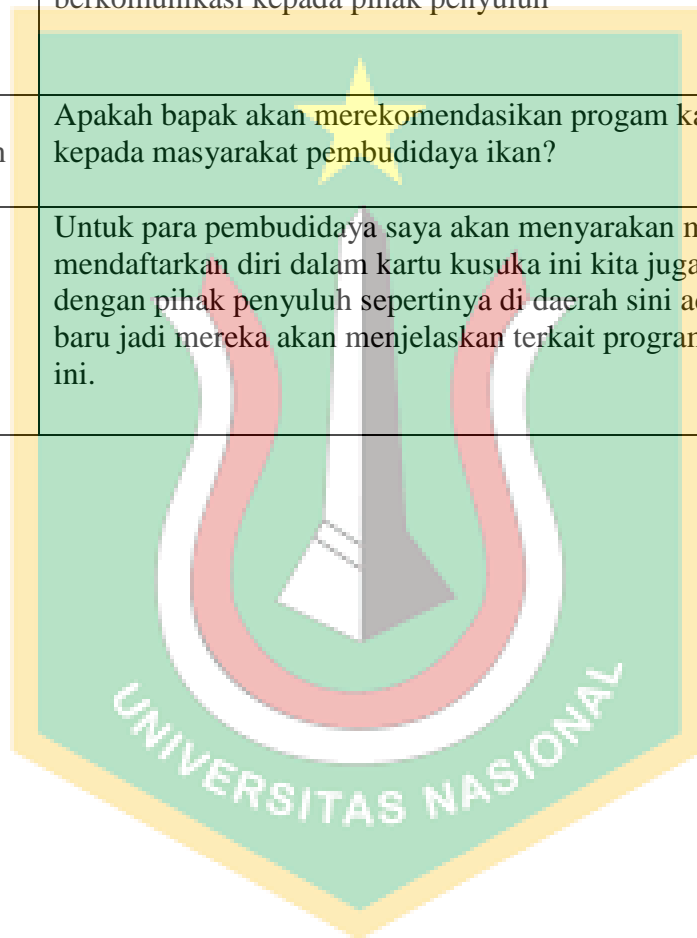 berkomunikasi kepada pihak penyuluh
Apakah bapak akan merekomendasikan progam
kepada masyarakat pembudidaya ikan?
Untuk para pembudidaya saya akan menyarakan
mendaftarkan diri dalam kartu kusuka ini kita juga
dengan pihak penyuluh sepertinya di daerah sini
baru jadi mereka akan menjelaskan terkait
ini.
UNIVERSITAS NASIONAL